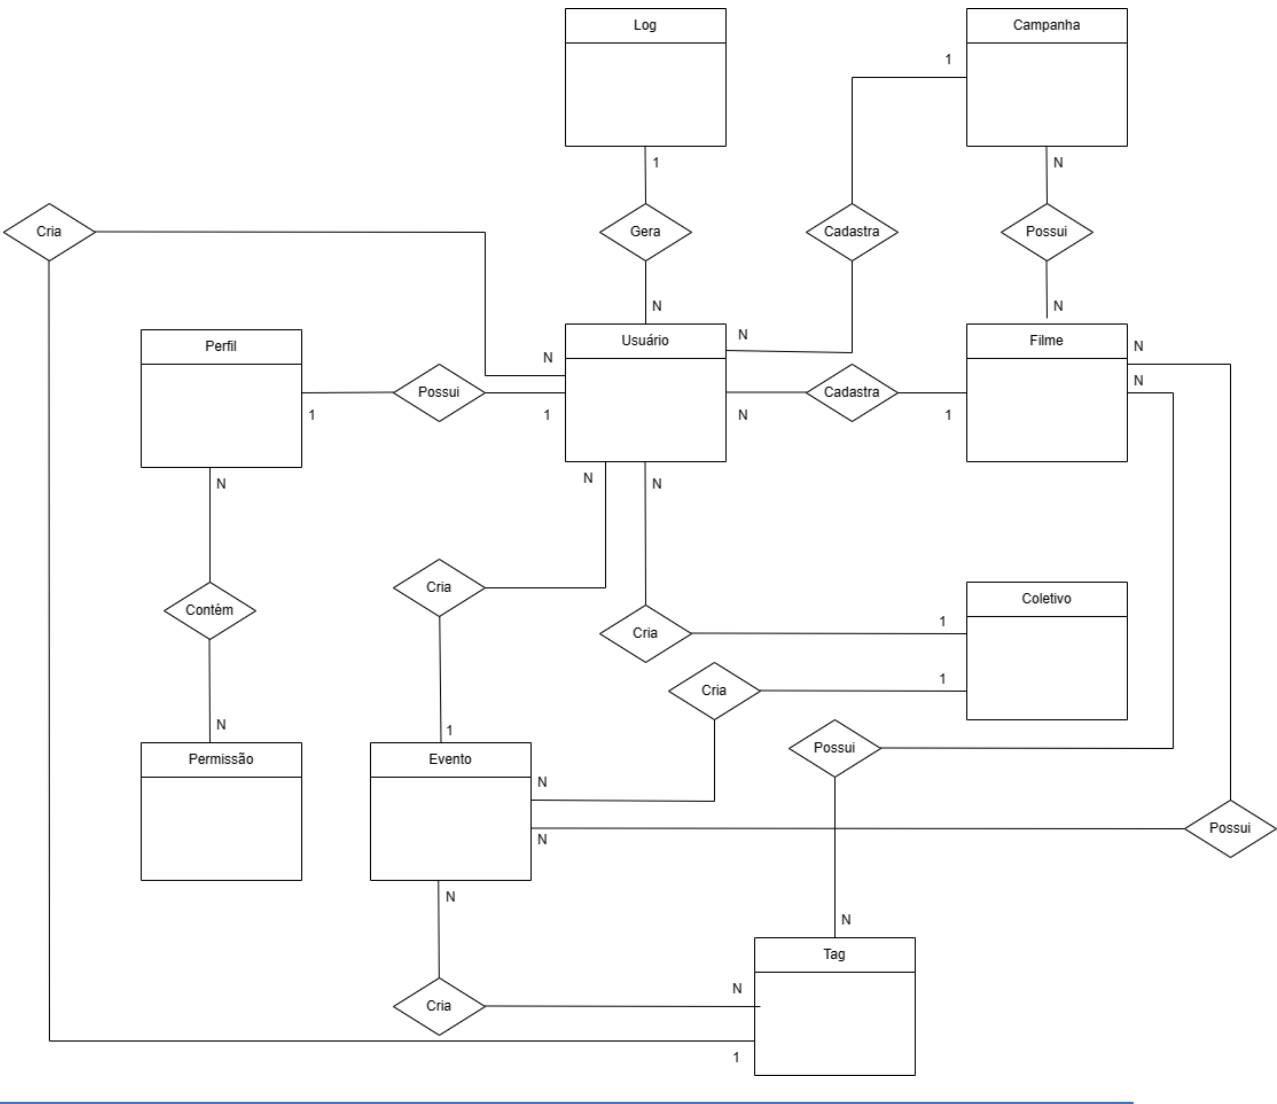 Log
Campanha
1
1
N
Cria
Gera
Cadastra
Possui
N
N
N
Usuário
Filme
N
Perfil
N
Possui
Cadastra
N
1
1
N
1
N
N
N
Cria
Contém
Coletivo
1
Cria
1
Cria
N
1
Possui
Permissão
Evento
N
Possui
N
N
N
Tag
N
Cria
1